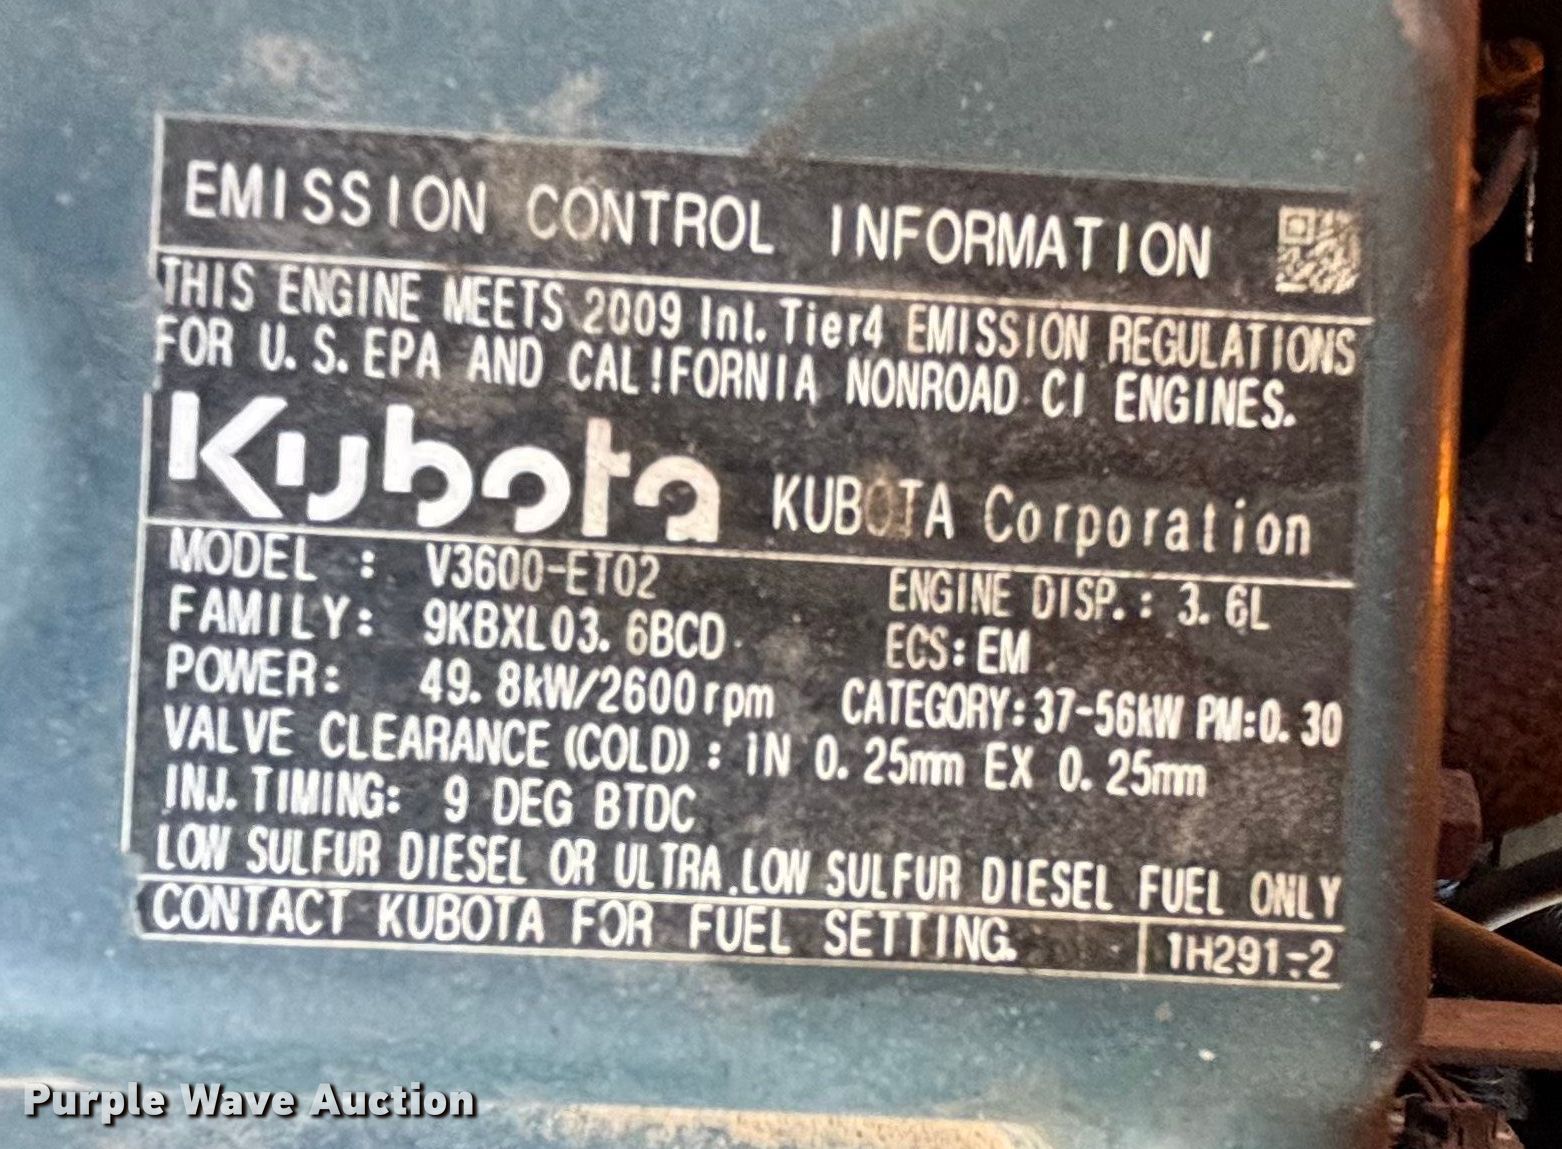 EMISSION CONTROL INFORMATION
THIS ENGINE MEETS 2009 Int. Tier4 EMISSION REGULATIONS
FOR U.S. EPA AND CALIFORNIA NONROAD CI ENGINES.
Kubota KUBOTA Corporation
MODEL : V3600-ET02 ENGINE DISP.: 3.6L
FAMILY: 9KBXL03.6BCD ECS: EM
POWER: 49.8kW/2600rpm CATEGORY: 37-56kW PM:0.30
VALVE CLEARANCE (COLD) : IN 0.25mm EX 0.25mm
INJ. TIMING: 9 DEG BTDC
LOW SULFUR DIESEL OR ULTRA LOW SULFUR DIESEL FUEL ONLY
CONTACT KUBOTA FOR FUEL SETTING. 1H291-2
Purple Wave Auction